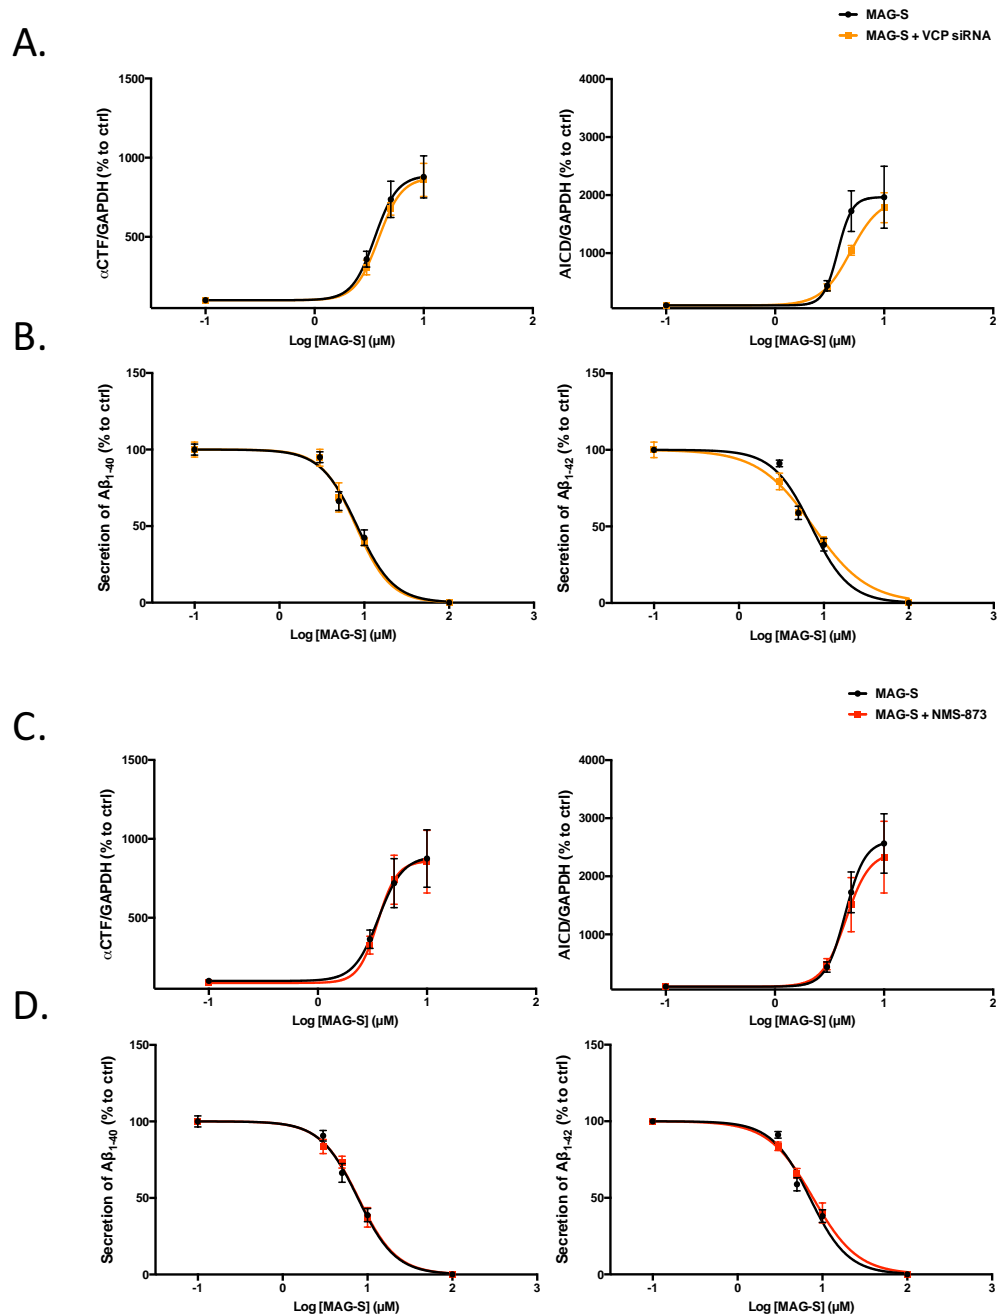 MAG-S
MAG-S + VCP siRNA
A.
1500
1000
500
αCTF/GAPDH (% to ctrl)
-1 0 1 2
Log [MAG-S] (µM)
4000
3000
2000
1000
AICD/GAPDH (% to ctrl)
-1 0 1 2
Log [MAG-S] (µM)
B.
150
100
50
0
Secretion of Aβ1-40 (% to ctrl)
-1 0 1 2 3
Log [MAG-S] (µM)
150
100
50
0
Secretion of Aβ1-42 (% to ctrl)
-1 0 1 2 3
Log [MAG-S] (µM)
MAG-S
MAG-S + NMS-873
C.
1500
1000
500
αCTF/GAPDH (% to ctrl)
-1 0 1 2
Log [MAG-S] (µM)
4000
3000
2000
1000
AICD/GAPDH (% to ctrl)
-1 0 1 2
Log [MAG-S] (µM)
D.
150
100
50
0
Secretion of Aβ1-40 (% to ctrl)
-1 0 1 2 3
Log [MAG-S] (µM)
150
100
50
0
Secretion of Aβ1-42 (% to ctrl)
-1 0 1 2 3
Log [MAG-S] (µM)